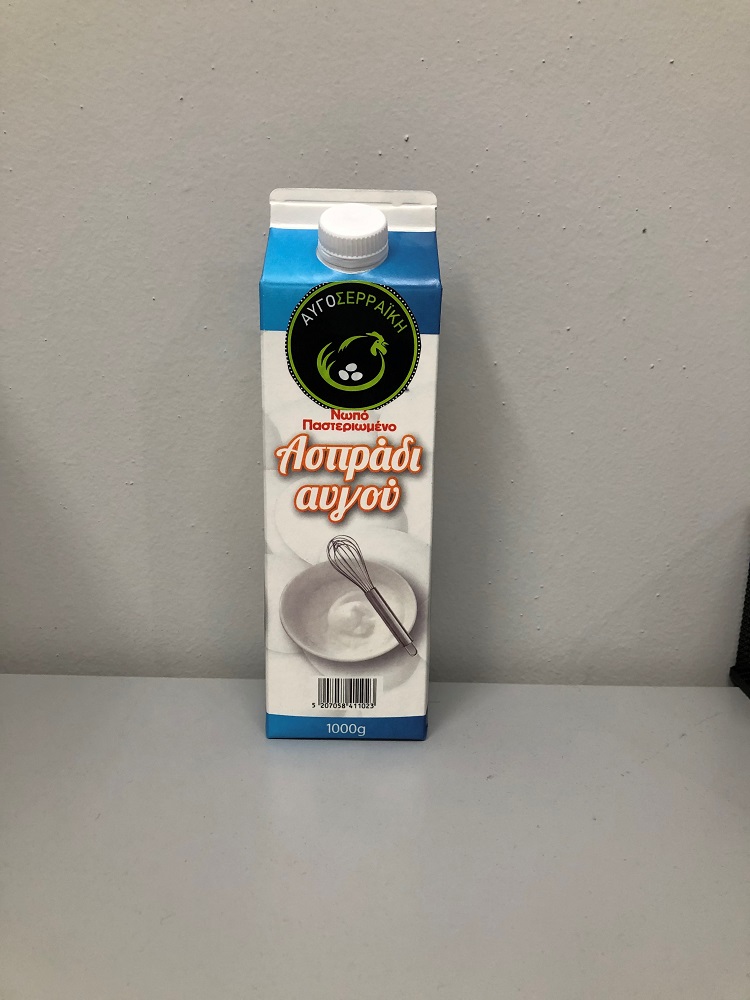 ΑΥΓΟΣΕΡΡΑΪΚΗ
Νωπό
Παστεριωμένο
Ασπράδι
αυγού
5 207058 411023
1000g